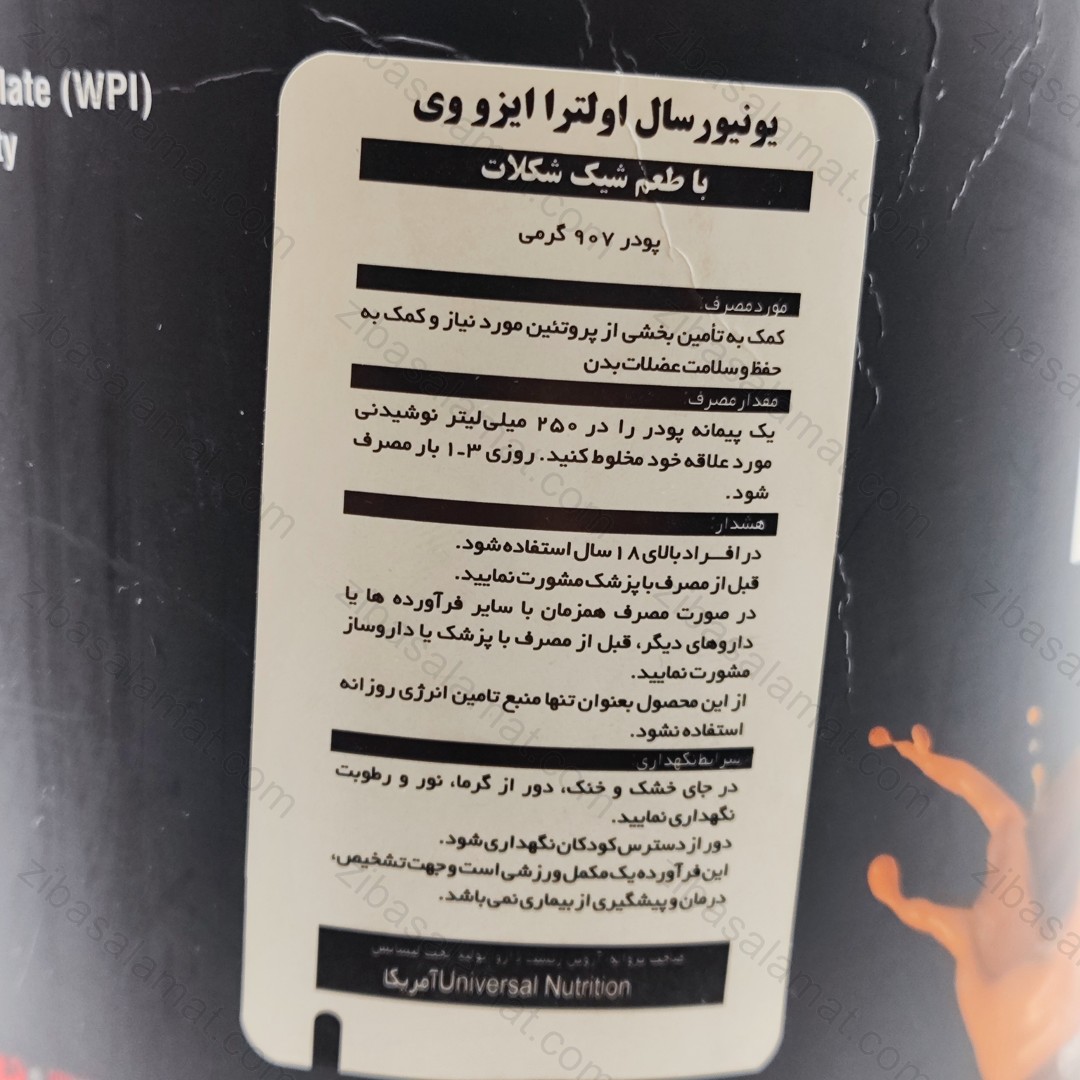 late (WPI)
ty
یونیورسال اولترا ایزو وی
با طعم شیک شکلات
پودر ۹۰۷ گرمی
مورد مصرف:
کمک به تأمین بخشی از پروتئین مورد نیاز و کمک به
حفظ و سلامت عضلات بدن
مقدار مصرف:
یک پیمانه پودر را در ۲۵۰ میلی‌لیتر نوشیدنی
مورد علاقه خود مخلوط کنید. روزی ۳-۱ بار مصرف
شود.
هشدار:
در افـــراد بالای ۱۸ سال استفاده شود.
قبل از مصرف با پزشک مشورت نمایید.
در صورت مصرف همزمان با سایر فرآورده ها یا
داروهای دیگر، قبل از مصرف با پزشک یا داروساز
مشورت نمایید.
از این محصول بعنوان تنها منبع تامین انرژی روزانه
استفاده نشود.
شرایط نگهداری:
در جای خشک و خنک، دور از گرما، نور و رطوبت
نگهداری نمایید.
دور از دسترس کودکان نگهداری شود.
این فرآورده یک مکمل ورزشی است و جهت تشخیص،
درمان و پیشگیری از بیماری نمی باشد.
Universal Nutrition آمریکا
zibasalamat.com